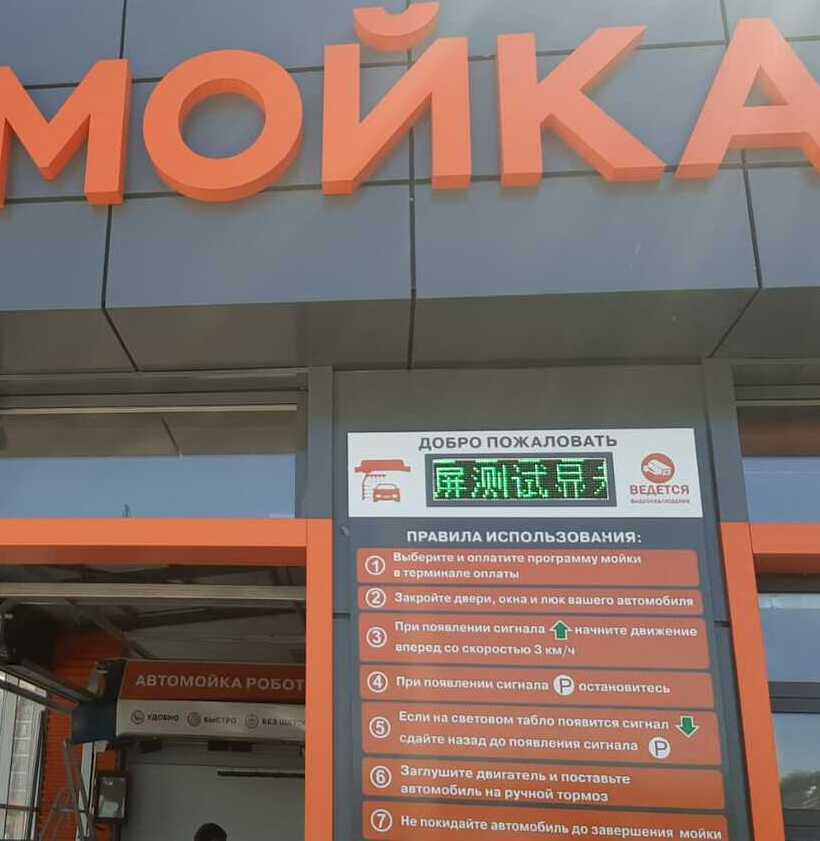 МОЙКА
ДОБРО ПОЖАЛОВАТЬ
屏测试
ВЕДЕТСЯ
ВИДЕОНАБЛЮДЕНИЕ
ПРАВИЛА ИСПОЛЬЗОВАНИЯ:
1 Выберите и оплатите программу мойки
в терминале оплаты
2 Закройте двери, окна и люк вашего автомобиля
3 При появлении сигнала начните движение
вперед со скоростью 3 км/ч
4 При появлении сигнала P остановитесь
5 Если на световом табло появится сигнал
сдайте назад до появления сигнала P
6 Заглушите двигатель и поставьте
автомобиль на ручной тормоз
7 Не покидайте автомобиль до завершения мойки
АВТОМОЙКА РОБОТ
УДОБНО БЫСТРО БЕЗ